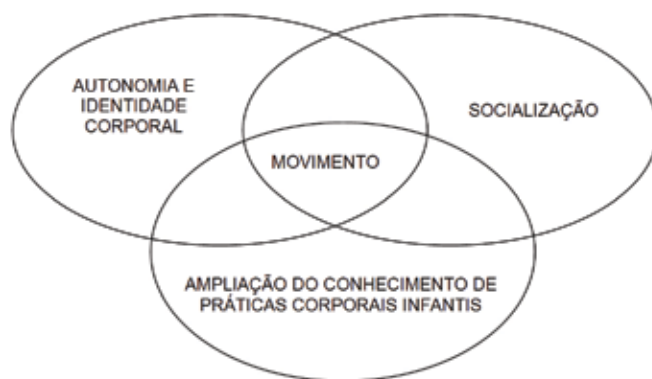 AUTONOMIA E
IDENTIDADE
CORPORAL
SOCIALIZAÇÃO
MOVIMENTO
AMPLIAÇÃO DO CONHECIMENTO DE
PRÁTICAS CORPORAIS INFANTIS